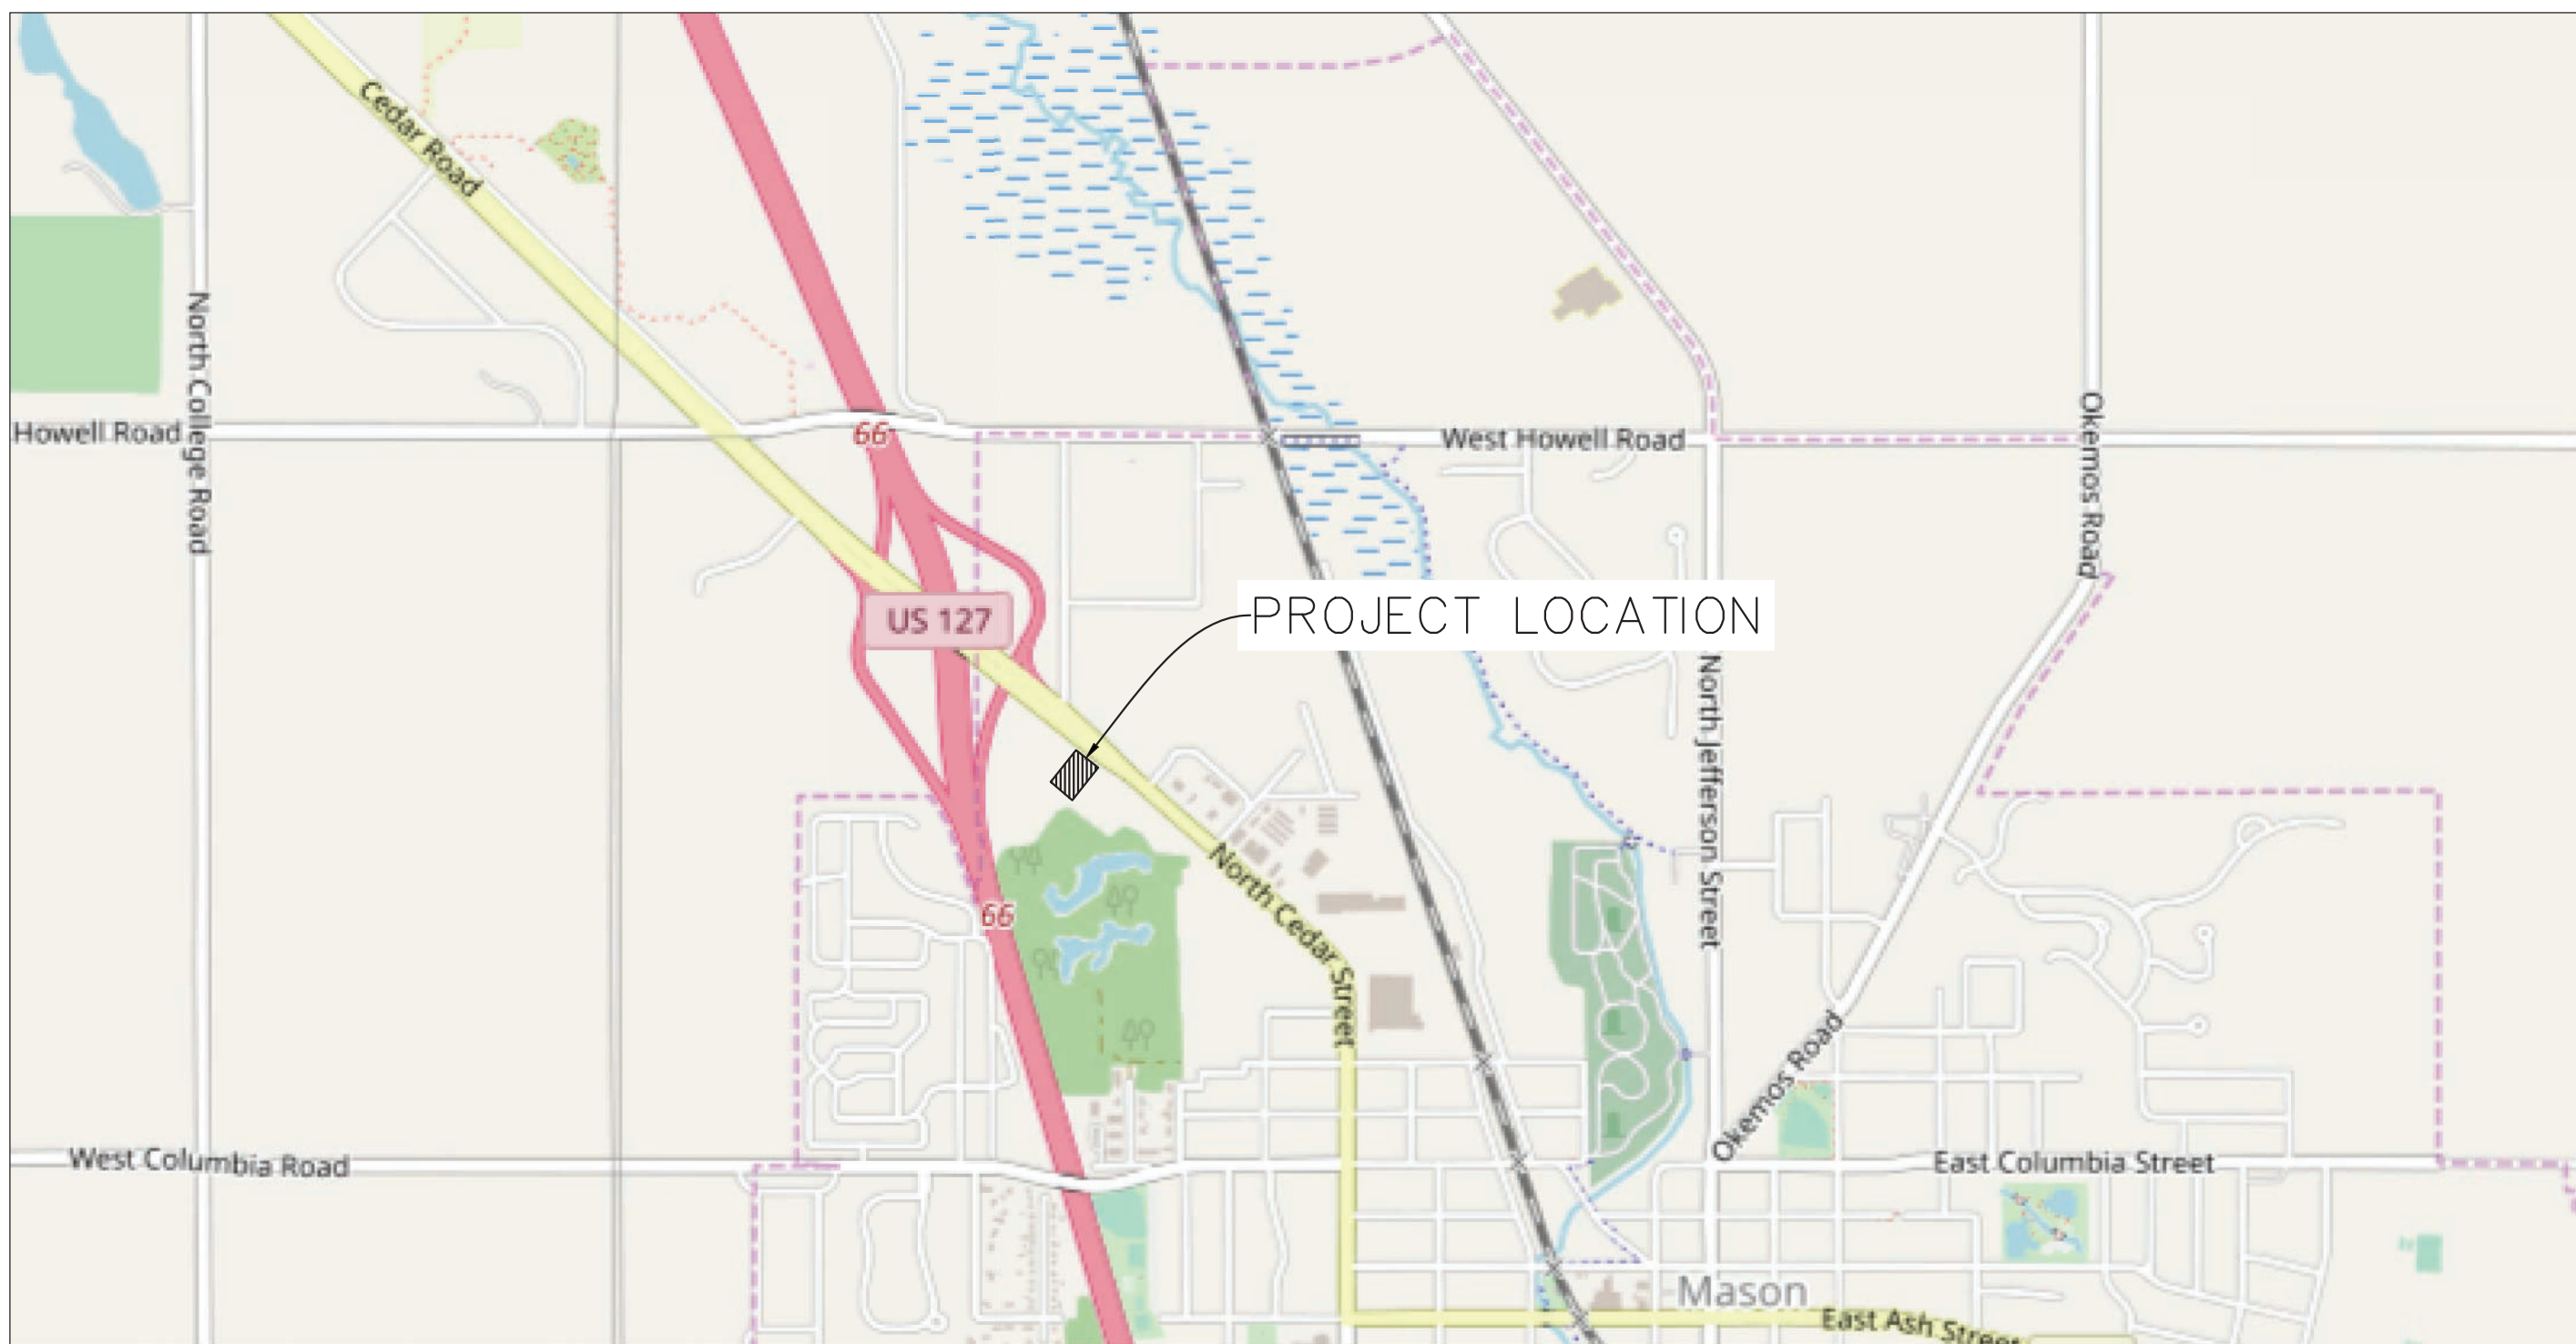 Cedar Road
North College Road
Howell Road
66
West Howell Road
Okemos Road
US 127
PROJECT LOCATION
North Jefferson Street
North Cedar Street
66
Okemos Road
West Columbia Road
East Columbia Street
Mason
East Ash Street